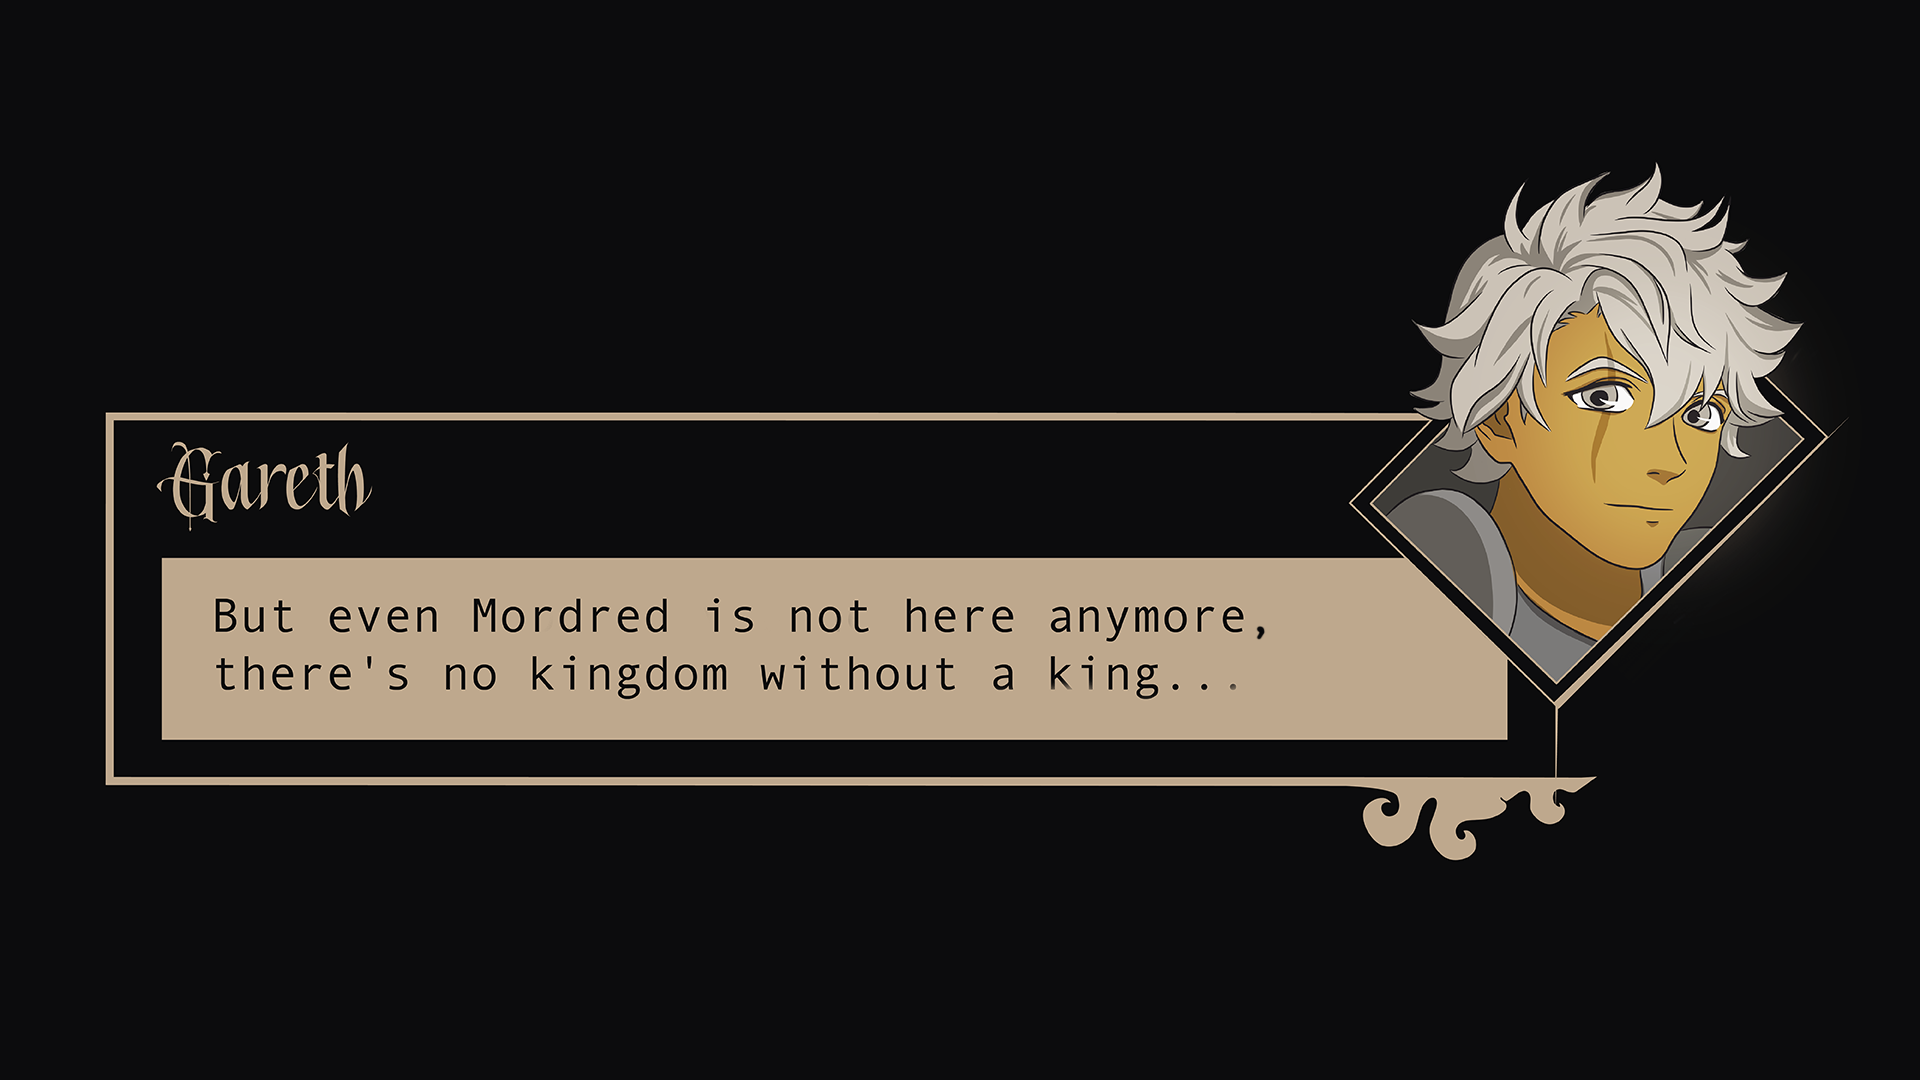 Gareth
But even Mordred is not here anymore,
there's no kingdom without a king...